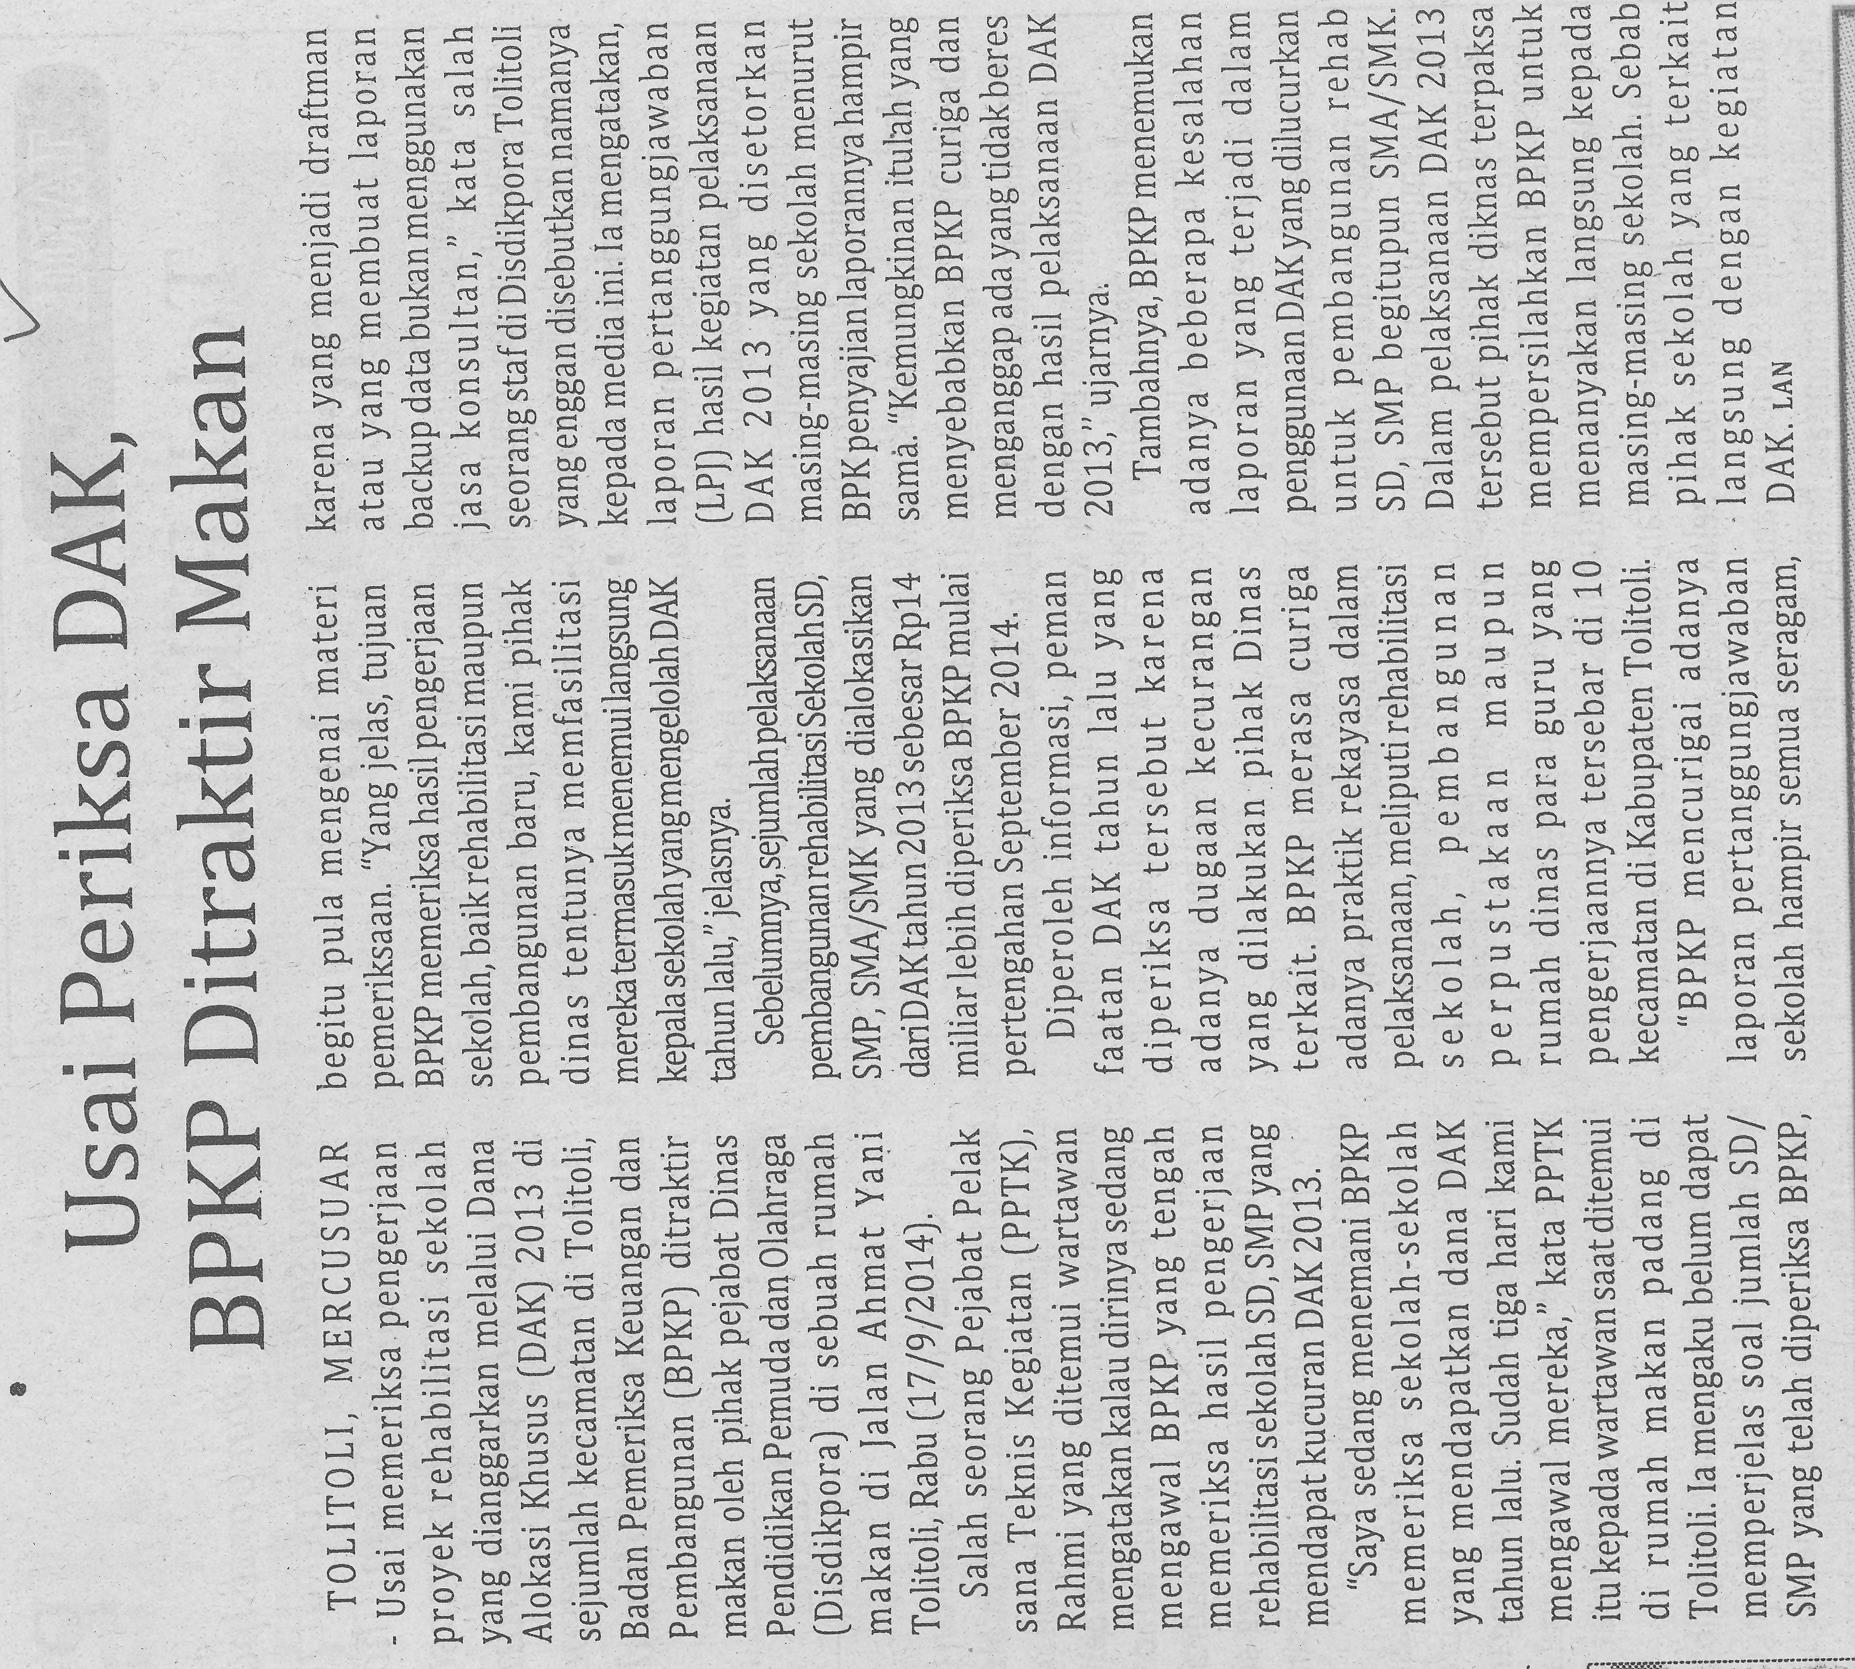 Usai Periksa DAK,
BPKP Ditraktir Makan
TOLITOLI, MERCUSUAR
- Usai memeriksa pengerjaan
proyek rehabilitasi sekolah
yang dianggarkan melalui Dana
Alokasi Khusus (DAK) 2013 di
sejumlah kecamatan di Tolitoli,
Badan Pemeriksa Keuangan dan
Pembangunan (BPKP) ditraktir
makan oleh pihak pejabat Dinas
Pendidikan Pemuda dan Olahraga
(Disdikpora) di sebuah rumah
makan di Jalan Ahmat Yani
Tolitoli, Rabu (17/9/2014).
Salah seorang Pejabat Pelak
sana Teknis Kegiatan (PPTK),
Rahmi yang ditemui wartawan
mengatakan kalau dirinya sedang
mengawal BPKP yang tengah
memeriksa hasil pengerjaan
rehabilitasi sekolah SD, SMP yang
mendapat kucuran DAK 2013.
“Saya sedang menemani BPKP
memeriksa sekolah-sekolah
yang mendapatkan dana DAK
tahun lalu. Sudah tiga hari kami
mengawal mereka,” kata PPTK
itu kepada wartawan saat ditemui
di rumah makan padang di
Tolitoli. Ia mengaku belum dapat
memperjelas soal jumlah SD/
SMP yang telah diperiksa BPKP,
begitu pula mengenai materi
pemeriksaan. “Yang jelas, tujuan
BPKP memeriksa hasil pengerjaan
sekolah, baik rehabilitasi maupun
pembangunan baru, kami pihak
dinas tentunya memfasilitasi
mereka termasuk menemui langsung
kepala sekolah yang mengelolah DAK
tahun lalu,” jelasnya.
Sebelumnya, sejumlah pelaksanaan
pembangunan rehabilitasi Sekolah SD,
SMP, SMA/SMK yang dialokasikan
dari DAK tahun 2013 sebesar Rp14
miliar lebih diperiksa BPKP mulai
pertengahan September 2014.
Diperoleh informasi, peman
faatan DAK tahun lalu yang
diperiksa tersebut karena
adanya dugaan kecurangan
yang dilakukan pihak Dinas
terkait. BPKP merasa curiga
adanya praktik rekayasa dalam
pelaksanaan, meliputi rehabilitasi
sekolah, pembangunan
perpustakaan maupun
rumah dinas para guru yang
pengerjaannya tersebar di 10
kecamatan di Kabupaten Tolitoli.
“BPKP mencurigai adanya
laporan pertanggungjawaban
sekolah hampir semua seragam,
karena yang menjadi draftman
atau yang membuat laporan
backup data bukan menggunakan
jasa konsultan,” kata salah
seorang staf di Disdikpora Tolitoli
yang enggan disebutkan namanya
kepada media ini. Ia mengatakan,
laporan pertanggungjawaban
(LPJ) hasil kegiatan pelaksanaan
DAK 2013 yang disetorkan
masing-masing sekolah menurut
BPK penyajian laporannya hampir
sama. “Kemungkinan itulah yang
menyebabkan BPKP curiga dan
menganggap ada yang tidak beres
dengan hasil pelaksanaan DAK
2013,” ujarnya.
Tambahnya, BPKP menemukan
adanya beberapa kesalahan
laporan yang terjadi dalam
penggunaan DAK yang dilucurkan
untuk pembangunan rehab
SD, SMP begitupun SMA/SMK.
Dalam pelaksanaan DAK 2013
tersebut pihak diknas terpaksa
mempersilahkan BPKP untuk
menanyakan langsung kepada
masing-masing sekolah. Sebab
pihak sekolah yang terkait
langsung dengan kegiatan
DAK. LAN